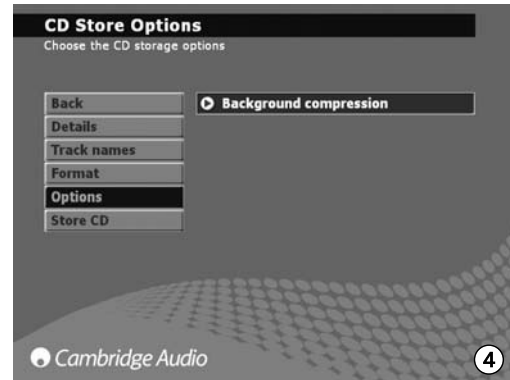 CD Store Options
Choose the CD storage options
Back
Background compression
Details
Track names
Format
Options
Store CD
Cambridge Audio
4